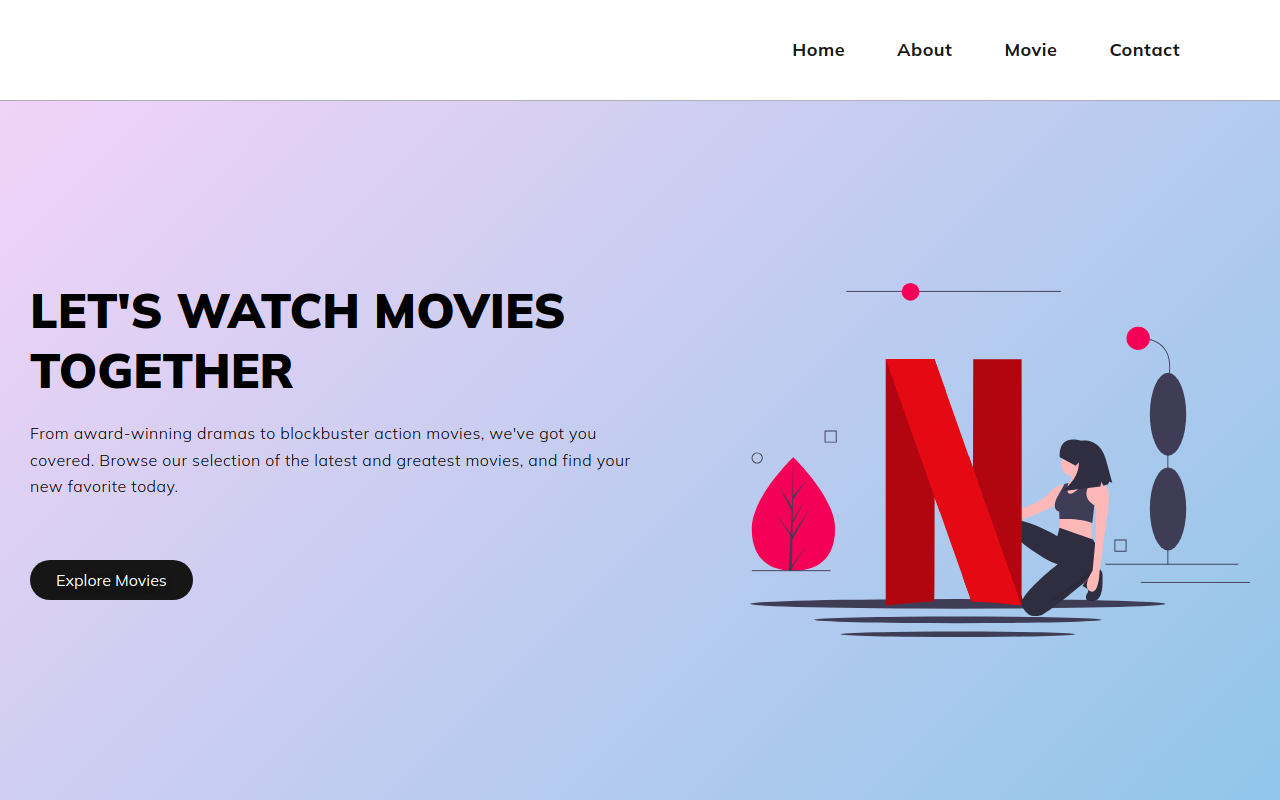 Home About Movie Contact
LET'S WATCH MOVIES
TOGETHER
From award-winning dramas to blockbuster action movies, we've got you
covered. Browse our selection of the latest and greatest movies, and find your
new favorite today.
N
Explore Movies